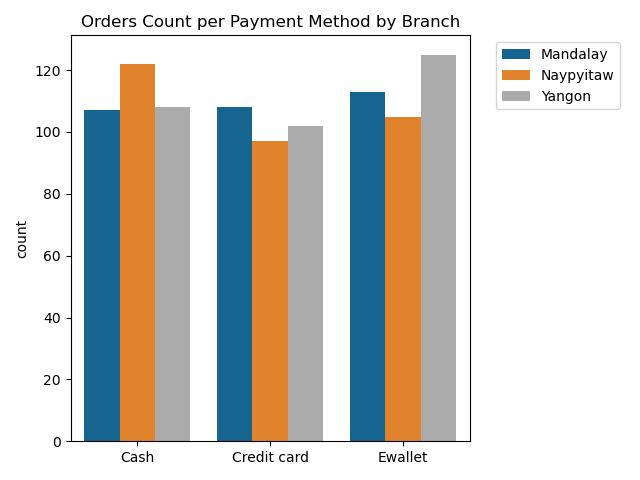 Orders Count per Payment Method by Branch
Mandalay
Naypyitaw
Yangon
count
120
100
80
60
40
20
0
Cash
Credit card
Ewallet